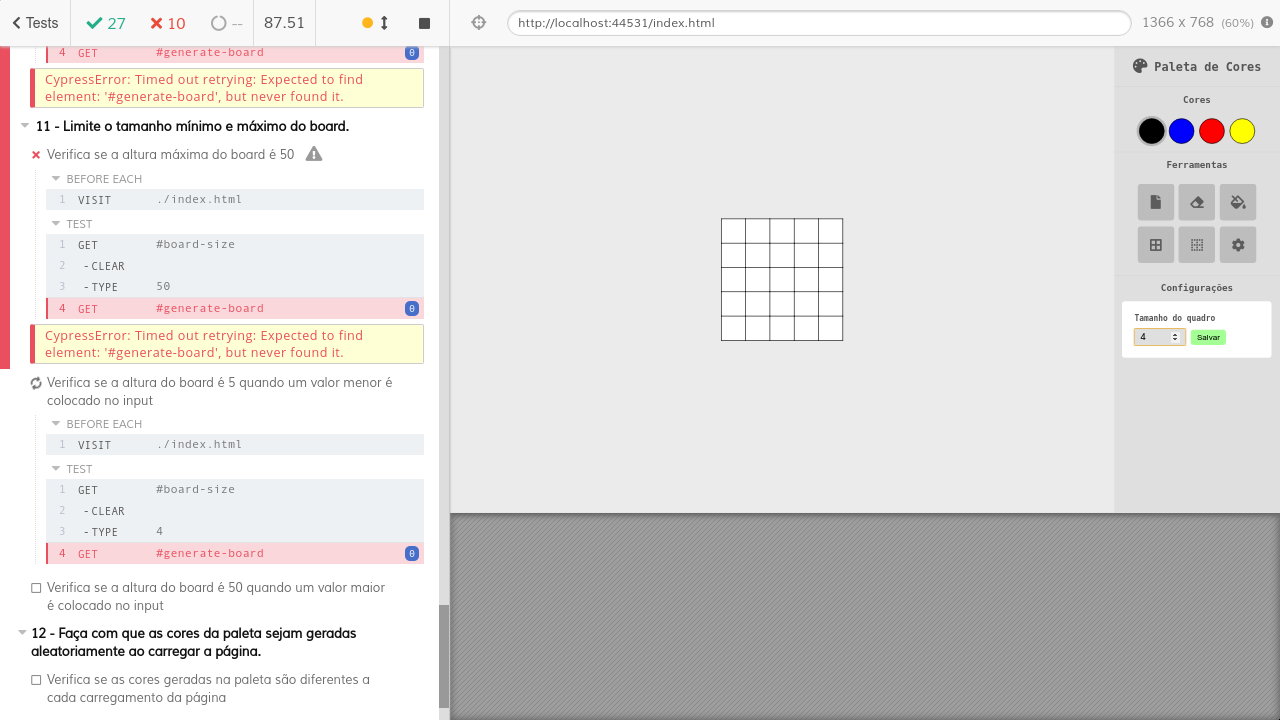 Tests
27
10
--
87.51
http://localhost:44531/index.html
1366 x 768 (60%)
4 GET #generate-board 0
CypressError: Timed out retrying: Expected to find
element: '#generate-board', but never found it.
11 - Limite o tamanho mínimo e máximo do board.
Verifica se a altura máxima do board é 50
BEFORE EACH
1 VISIT ./index.html
TEST
1 GET #board-size
2 -CLEAR
3 -TYPE 50
4 GET #generate-board 0
CypressError: Timed out retrying: Expected to find
element: '#generate-board', but never found it.
Verifica se a altura do board é 5 quando um valor menor é
colocado no input
BEFORE EACH
1 VISIT ./index.html
TEST
1 GET #board-size
2 -CLEAR
3 -TYPE 4
4 GET #generate-board 0
Verifica se a altura do board é 50 quando um valor maior
é colocado no input
12 - Faça com que as cores da paleta sejam geradas
aleatoriamente ao carregar a página.
Verifica se as cores geradas na paleta são diferentes a
cada carregamento da página
Paleta de Cores
Cores
Ferramentas
Configurações
Tamanho do quadro
4
Salvar